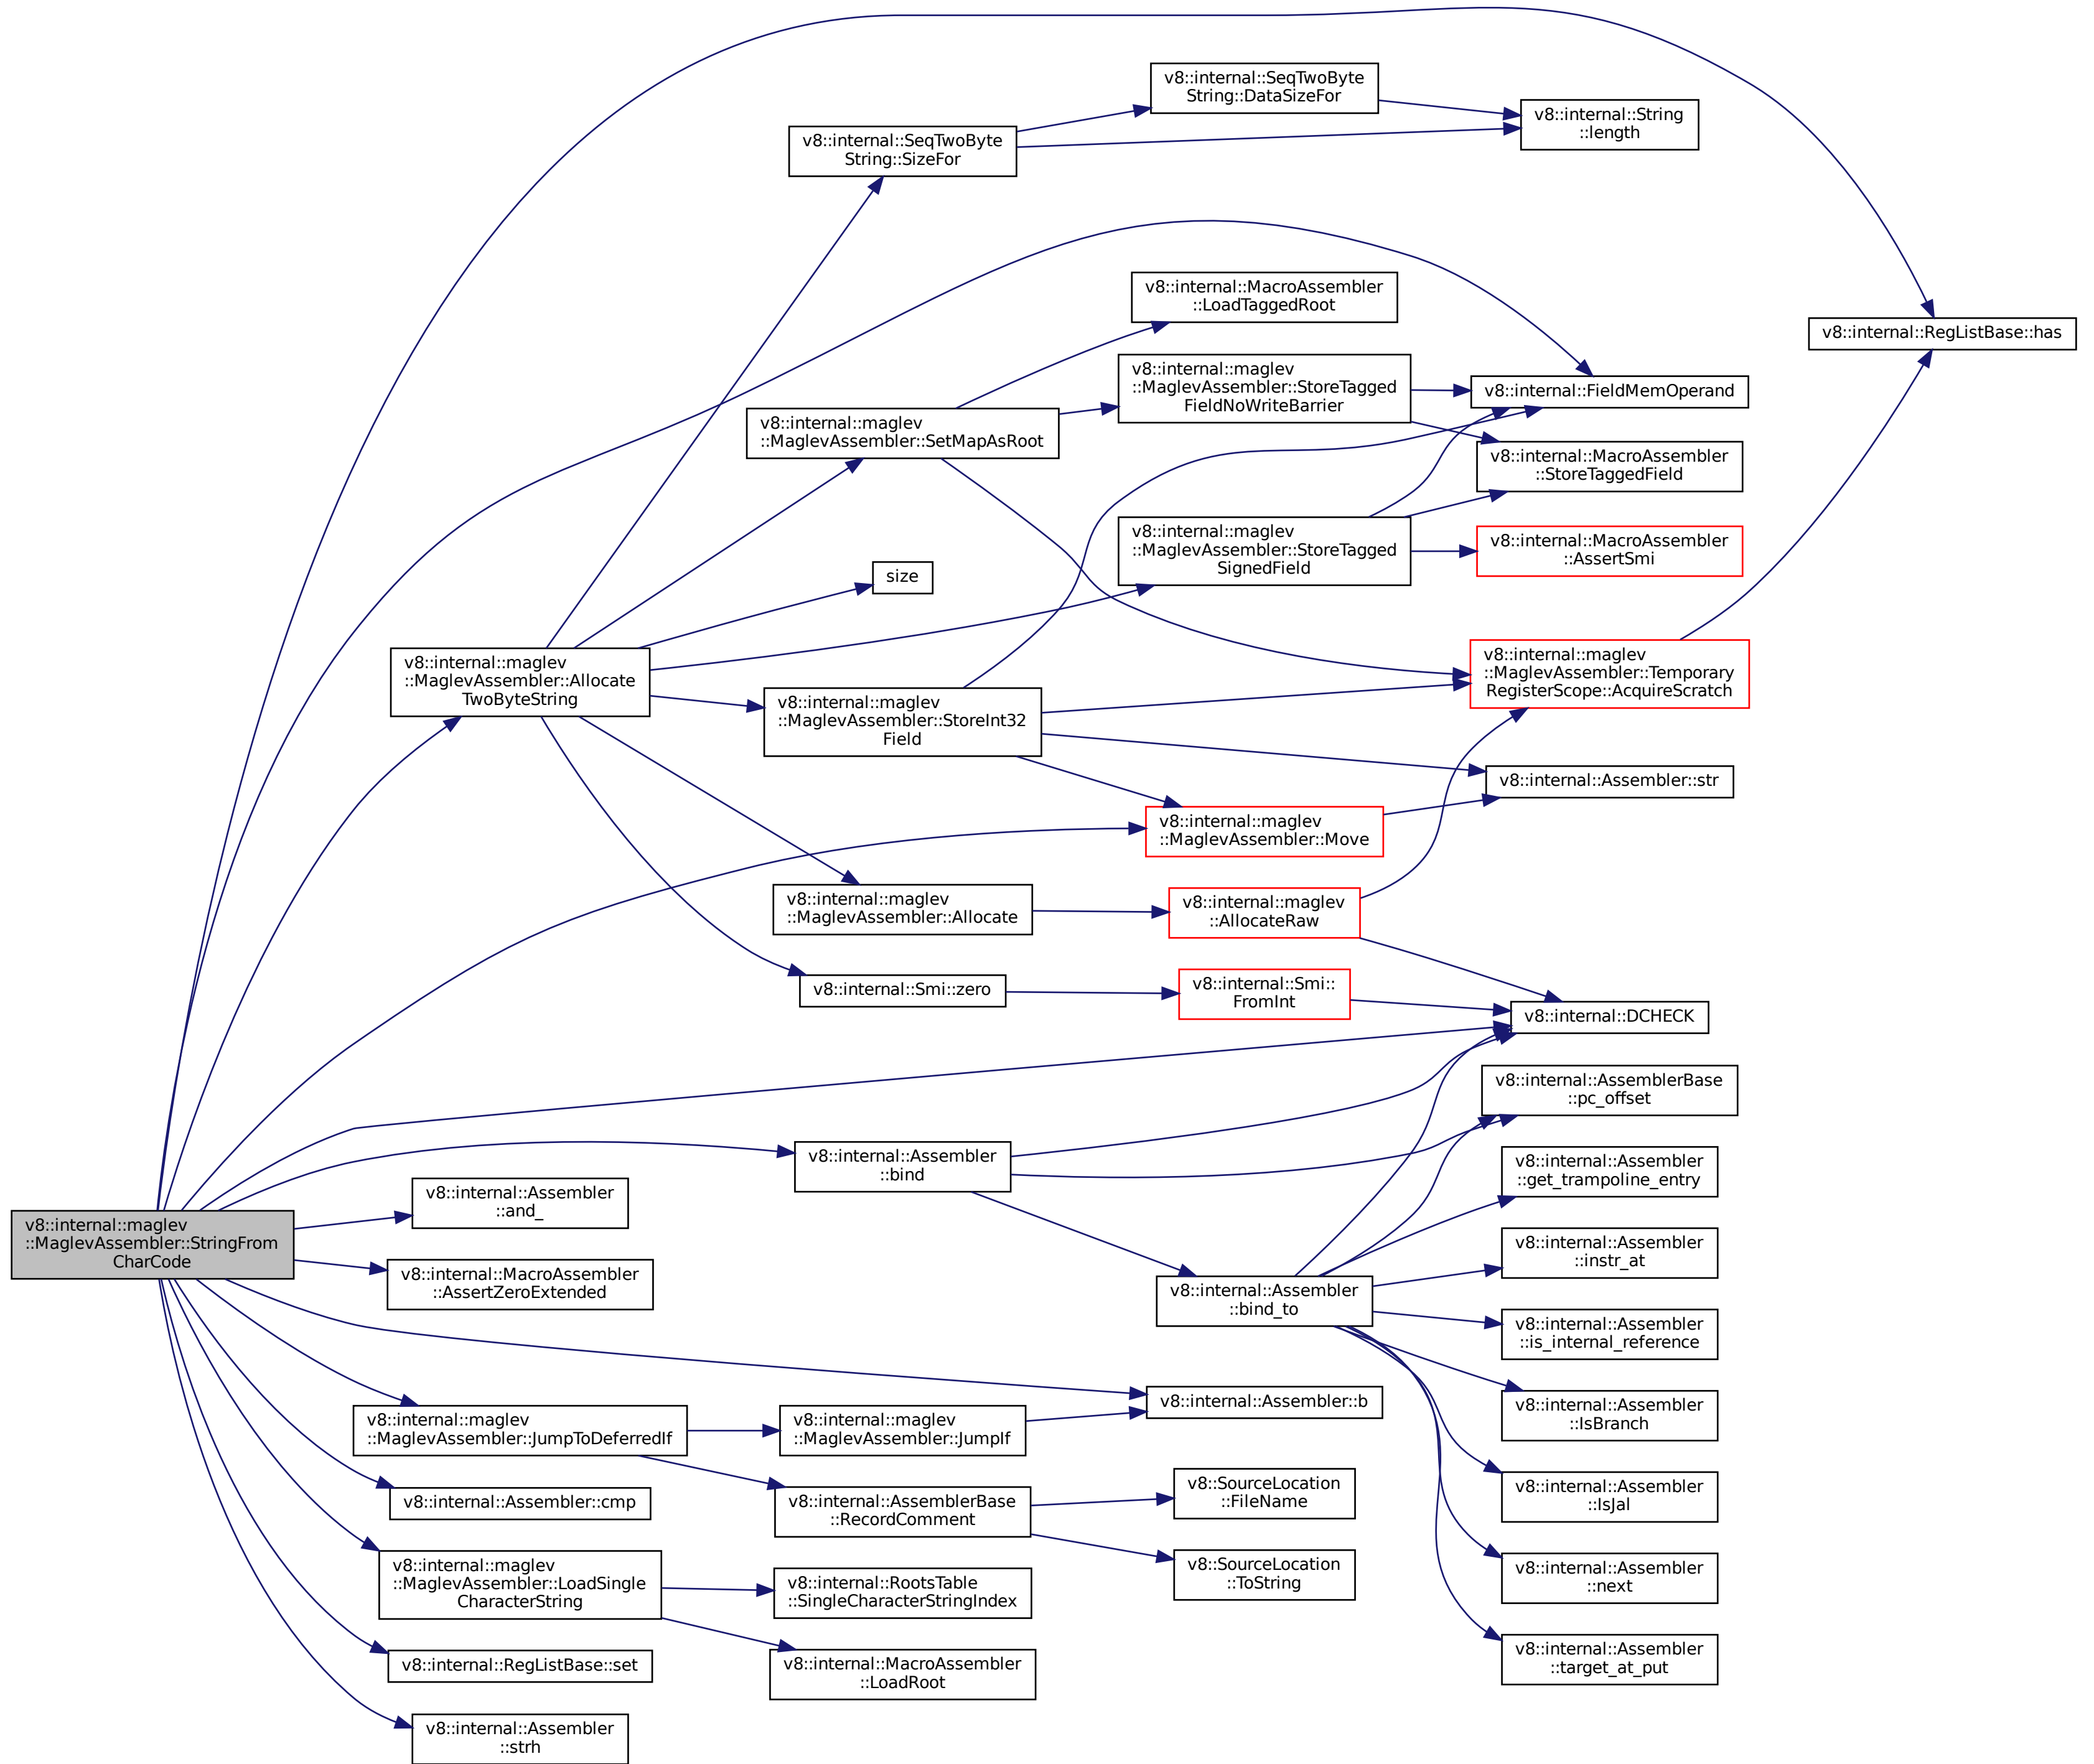 v8::internal::SeqTwoByte
String::DataSizeFor
v8::internal::String
::length
v8::internal::SeqTwoByte
String::SizeFor
v8::internal::MacroAssembler
::LoadTaggedRoot
v8::internal::RegListBase::has
v8::internal::maglev
::MaglevAssembler::StoreTagged
FieldNoWriteBarrier
v8::internal::FieldMemOperand
v8::internal::maglev
::MaglevAssembler::SetMapAsRoot
v8::internal::MacroAssembler
::StoreTaggedField
v8::internal::maglev
::MaglevAssembler::StoreTagged
SignedField
v8::internal::MacroAssembler
::AssertSmi
size
v8::internal::maglev
::MaglevAssembler::Allocate
TwoByteString
v8::internal::maglev
::MaglevAssembler::Temporary
RegisterScope::AcquireScratch
v8::internal::maglev
::MaglevAssembler::StoreInt32
Field
v8::internal::Assembler::str
v8::internal::maglev
::MaglevAssembler::Move
v8::internal::maglev
::MaglevAssembler::Allocate
v8::internal::maglev
::AllocateRaw
v8::internal::Smi::zero
v8::internal::Smi::
FromInt
v8::internal::DCHECK
v8::internal::AssemblerBase
::pc_offset
v8::internal::Assembler
::bind
v8::internal::Assembler
::get_trampoline_entry
v8::internal::Assembler
::and_
v8::internal::maglev
::MaglevAssembler::StringFrom
CharCode
v8::internal::MacroAssembler
::AssertZeroExtended
v8::internal::Assembler
::bind_to
v8::internal::Assembler
::instr_at
v8::internal::Assembler
::is_internal_reference
v8::internal::Assembler::b
v8::internal::Assembler
::IsBranch
v8::internal::maglev
::MaglevAssembler::JumpToDeferredIf
v8::internal::maglev
::MaglevAssembler::JumpIf
v8::internal::Assembler
::IsJal
v8::internal::Assembler::cmp
v8::internal::AssemblerBase
::RecordComment
v8::SourceLocation
::FileName
v8::internal::Assembler
::next
v8::internal::maglev
::MaglevAssembler::LoadSingle
CharacterString
v8::internal::RootsTable
::SingleCharacterStringIndex
v8::SourceLocation
::ToString
v8::internal::RegListBase::set
v8::internal::MacroAssembler
::LoadRoot
v8::internal::Assembler
::target_at_put
v8::internal::Assembler
::strh